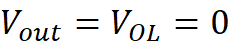 V_out = V_OL = 0